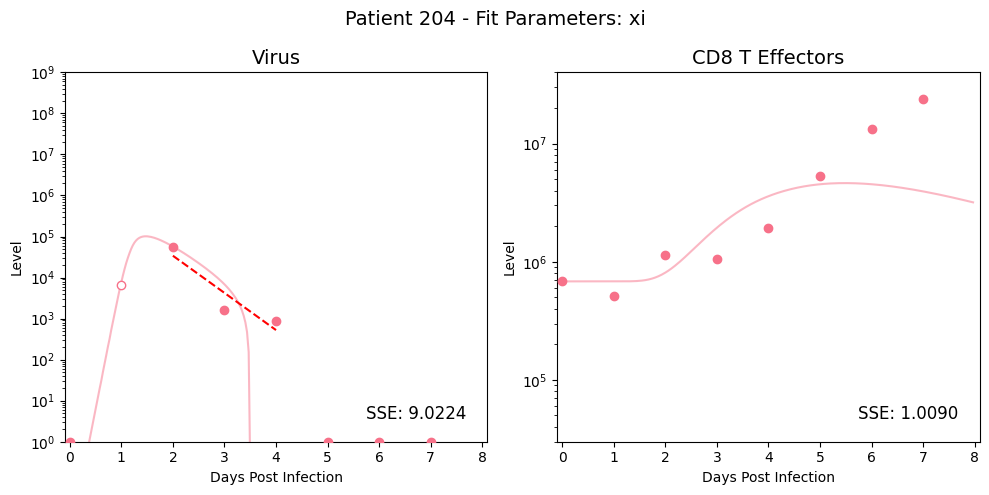 Patient 204 - Fit Parameters: xi
Virus
CD8 T Effectors
10^9
10^8
10^7
10^6
10^5
10^4
10^3
10^2
10^1
10^0
Level
SSE: 9.0224
0 1 2 3 4 5 6 7 8
Days Post Infection
10^7
10^6
10^5
Level
SSE: 1.0090
0 1 2 3 4 5 6 7 8
Days Post Infection